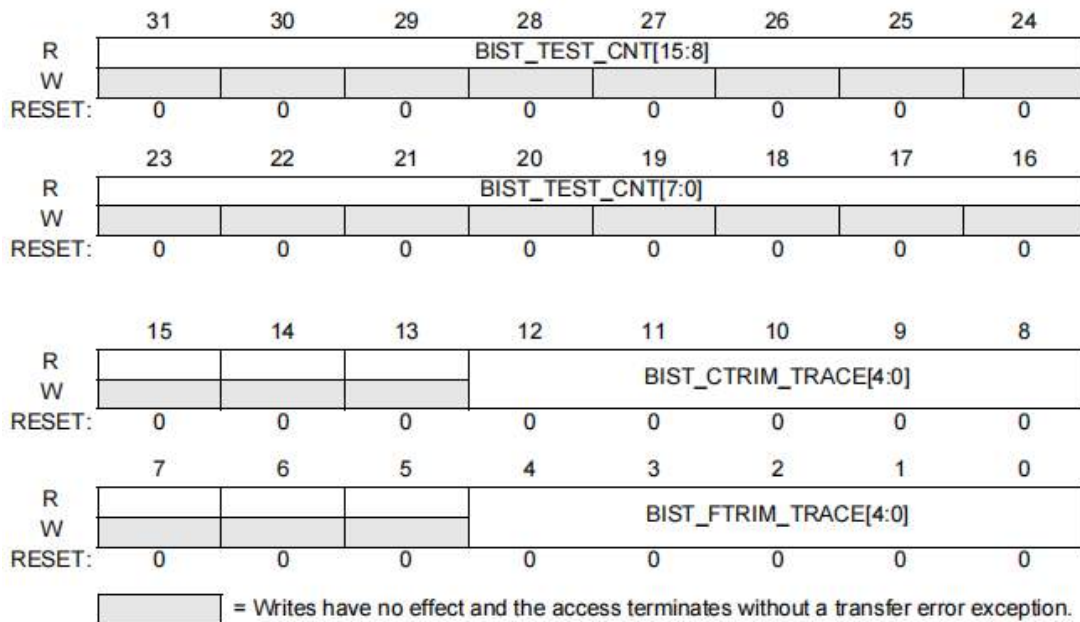 31 30 29 28 27 26 25 24
R BIST_TEST_CNT[15:8]
W
RESET: 0 0 0 0 0 0 0 0
23 22 21 20 19 18 17 16
R BIST_TEST_CNT[7:0]
W
RESET: 0 0 0 0 0 0 0 0
15 14 13 12 11 10 9 8
R BIST_CTRIM_TRACE[4:0]
W
RESET: 0 0 0 0 0 0 0 0
7 6 5 4 3 2 1 0
R BIST_FTRIM_TRACE[4:0]
W
RESET: 0 0 0 0 0 0 0 0
= Writes have no effect and the access terminates without a transfer error exception.